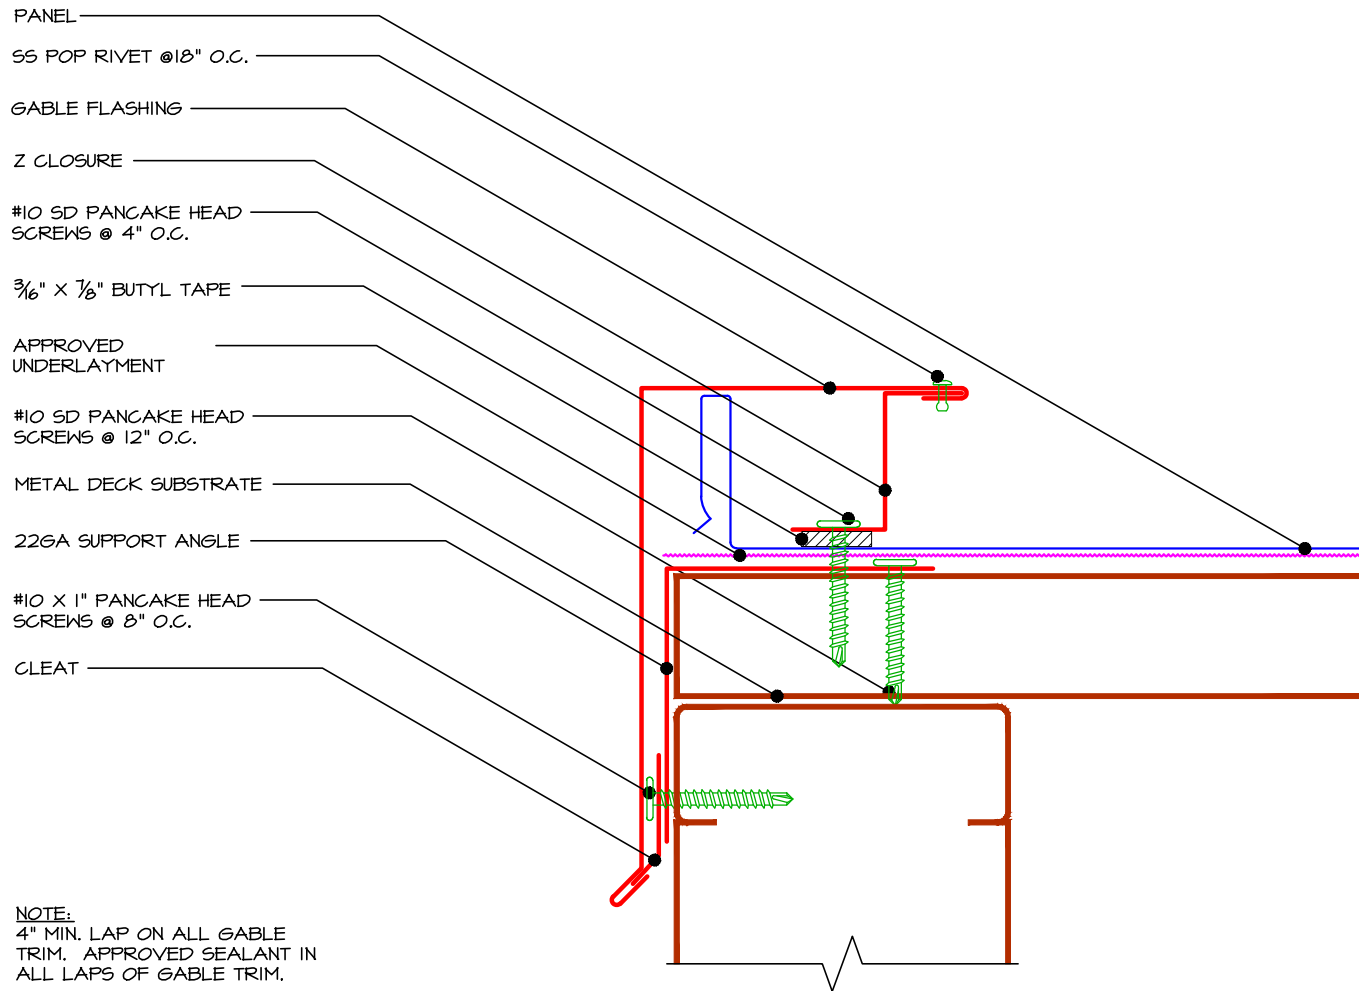 PANEL
SS POP RIVET @18" O.C.
GABLE FLASHING
Z CLOSURE
#10 SD PANCAKE HEAD
SCREWS @ 4" O.C.
3/16" X 7/8" BUTYL TAPE
APPROVED
UNDERLAYMENT
#10 SD PANCAKE HEAD
SCREWS @ 12" O.C.
METAL DECK SUBSTRATE
22GA SUPPORT ANGLE
#10 X 1" PANCAKE HEAD
SCREWS @ 8" O.C.
CLEAT
NOTE:
4" MIN. LAP ON ALL GABLE
TRIM. APPROVED SEALANT IN
ALL LAPS OF GABLE TRIM.